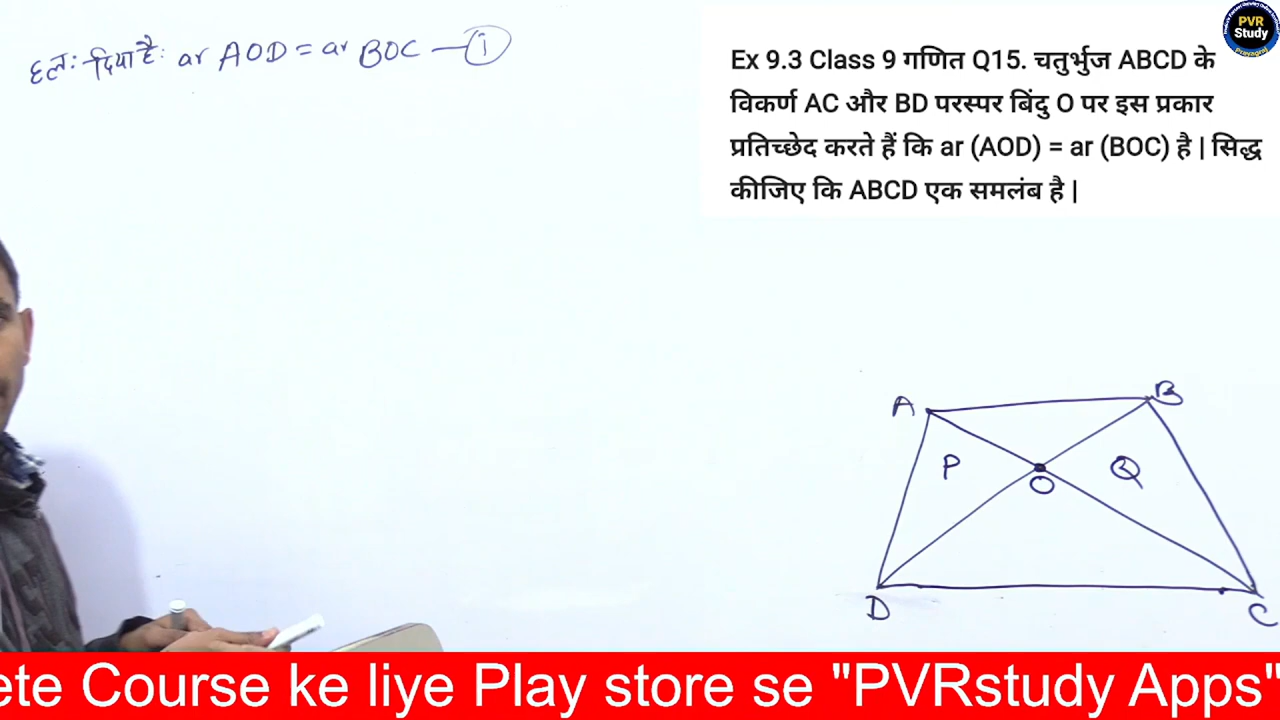 हल: दिया है: ar AOD = ar BOC — ①
PVR
Study
Ex 9.3 Class 9 गणित Q15. चतुर्भुज ABCD के
विकर्ण AC और BD परस्पर बिंदु O पर इस प्रकार
प्रतिच्छेद करते हैं कि ar (AOD) = ar (BOC) है | सिद्ध
कीजिए कि ABCD एक समलंब है |
A B
P Q
O
D C
ete Course ke liye Play store se "PVRstudy Apps"